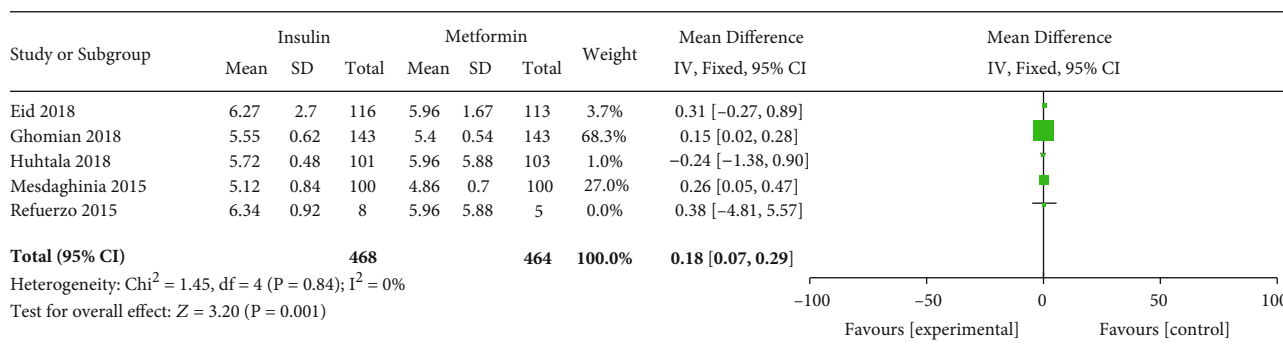 Study or Subgroup Insulin Metformin Weight Mean Difference Mean Difference
Mean SD Total Mean SD Total IV, Fixed, 95% CI IV, Fixed, 95% CI
Eid 2018 6.27 2.7 116 5.96 1.67 113 3.7% 0.31 [−0.27, 0.89]
Ghomian 2018 5.55 0.62 143 5.4 0.54 143 68.3% 0.15 [0.02, 0.28]
Huhtala 2018 5.72 0.48 101 5.96 5.88 103 1.0% −0.24 [−1.38, 0.90]
Mesdaghinia 2015 5.12 0.84 100 4.86 0.7 100 27.0% 0.26 [0.05, 0.47]
Refuerzo 2015 6.34 0.92 8 5.96 5.88 5 0.0% 0.38 [−4.81, 5.57]
Total (95% CI) 468 464 100.0% 0.18 [0.07, 0.29]
Heterogeneity: Chi² = 1.45, df = 4 (P = 0.84); I² = 0%
Test for overall effect: Z = 3.20 (P = 0.001)
−100 −50 0 50 100
Favours [experimental] Favours [control]